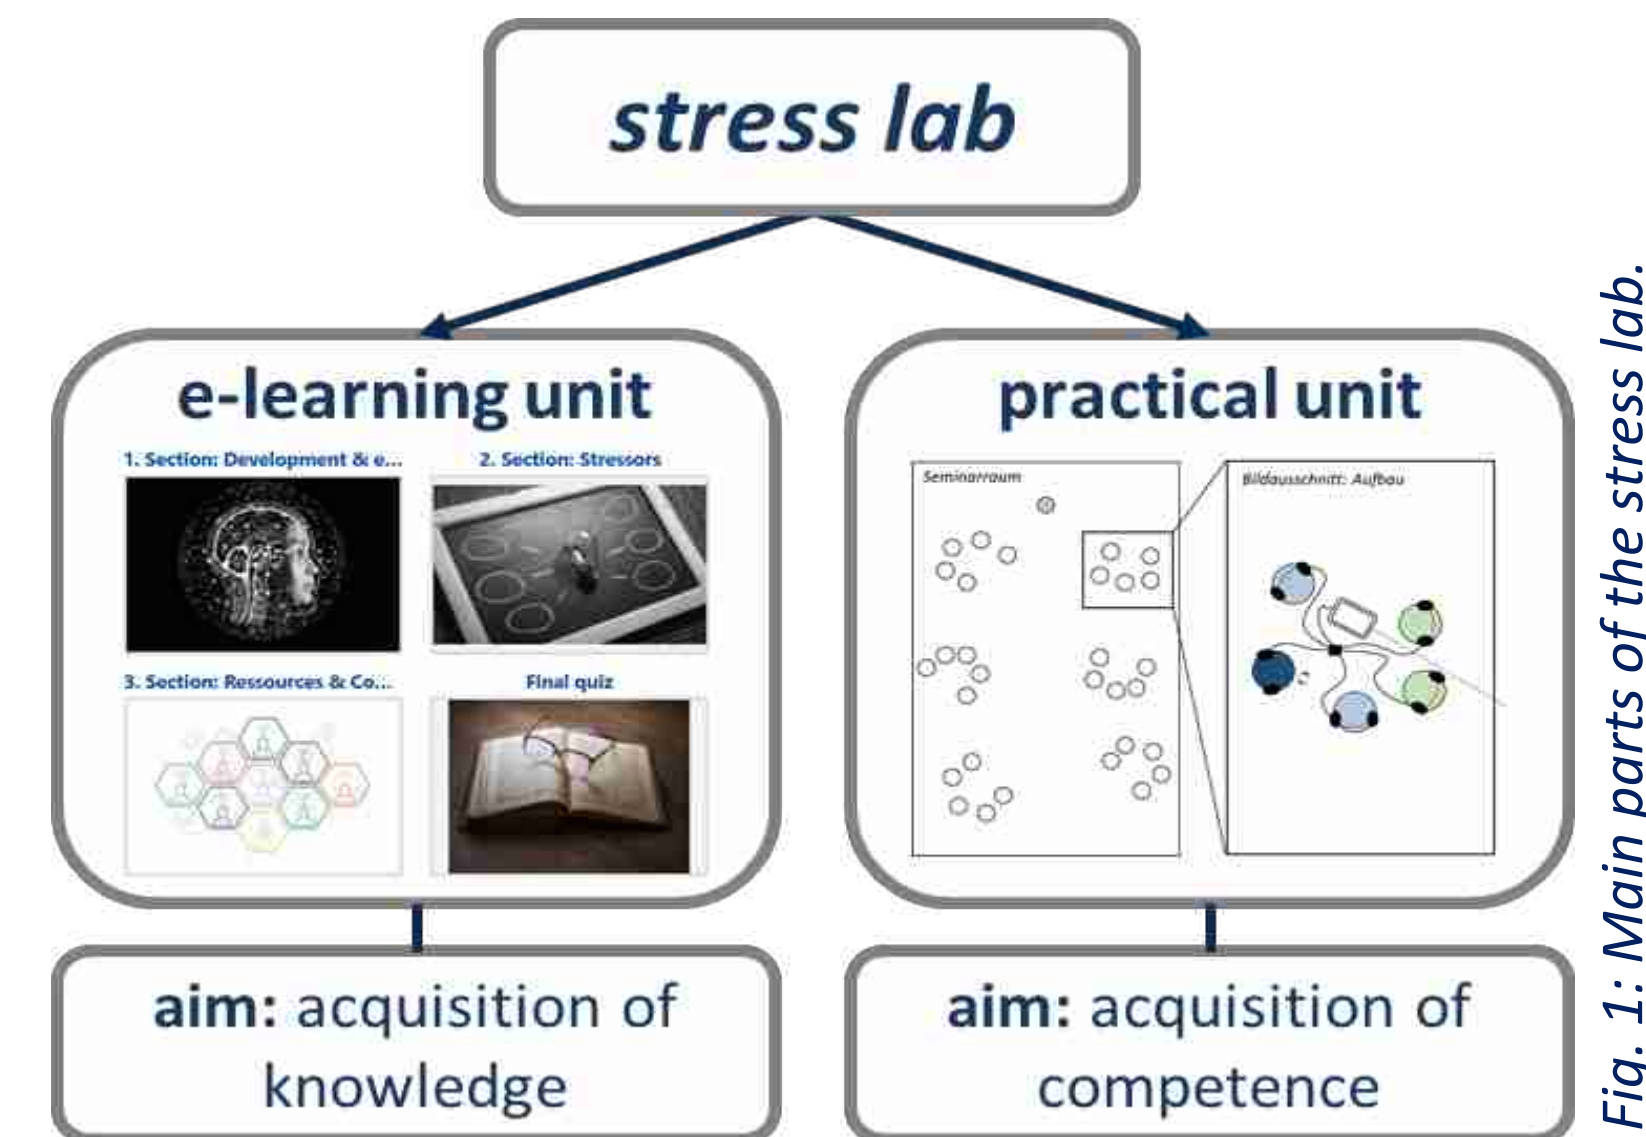 stress lab
e-learning unit
1. Section: Development & e...
2. Section: Stressors
3. Section: Ressources & Co...
Final quiz
aim: acquisition of
knowledge
practical unit
Seminarraum
Bildausschnitt: Aufbau
aim: acquisition of
competence
Fig. 1: Main parts of the stress lab.